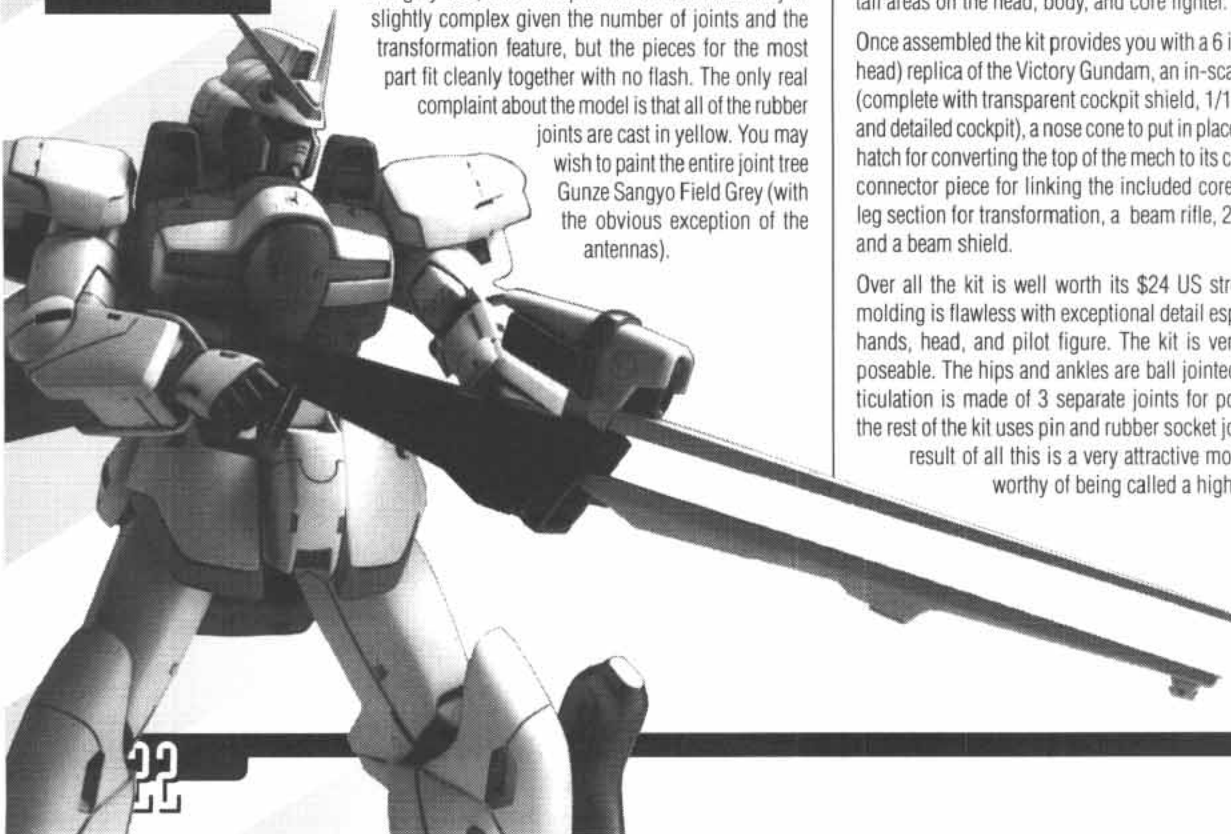 slightly complex given the number of joints and the
transformation feature, but the pieces for the most
part fit cleanly together with no flash. The only real
complaint about the model is that all of the rubber
joints are cast in yellow. You may
wish to paint the entire joint tree
Gunze Sangyo Field Grey (with
the obvious exception of the
antennas).
areas on the head, body, and core fighter.
Once assembled the kit provides you with a 6 i
head) replica of the Victory Gundam, an in-sca
(complete with transparent cockpit shield, 1/1
and detailed cockpit), a nose cone to put in place
hatch for converting the top of the mech to its c
connector piece for linking the included core
leg section for transformation, a beam rifle, 2
and a beam shield.
Over all the kit is well worth its $24 US str
molding is flawless with exceptional detail esp
hands, head, and pilot figure. The kit is ver
poseable. The hips and ankles are ball jointed
ticulation is made of 3 separate joints for po
the rest of the kit uses pin and rubber socket jo
result of all this is a very attractive mo
worthy of being called a high
22